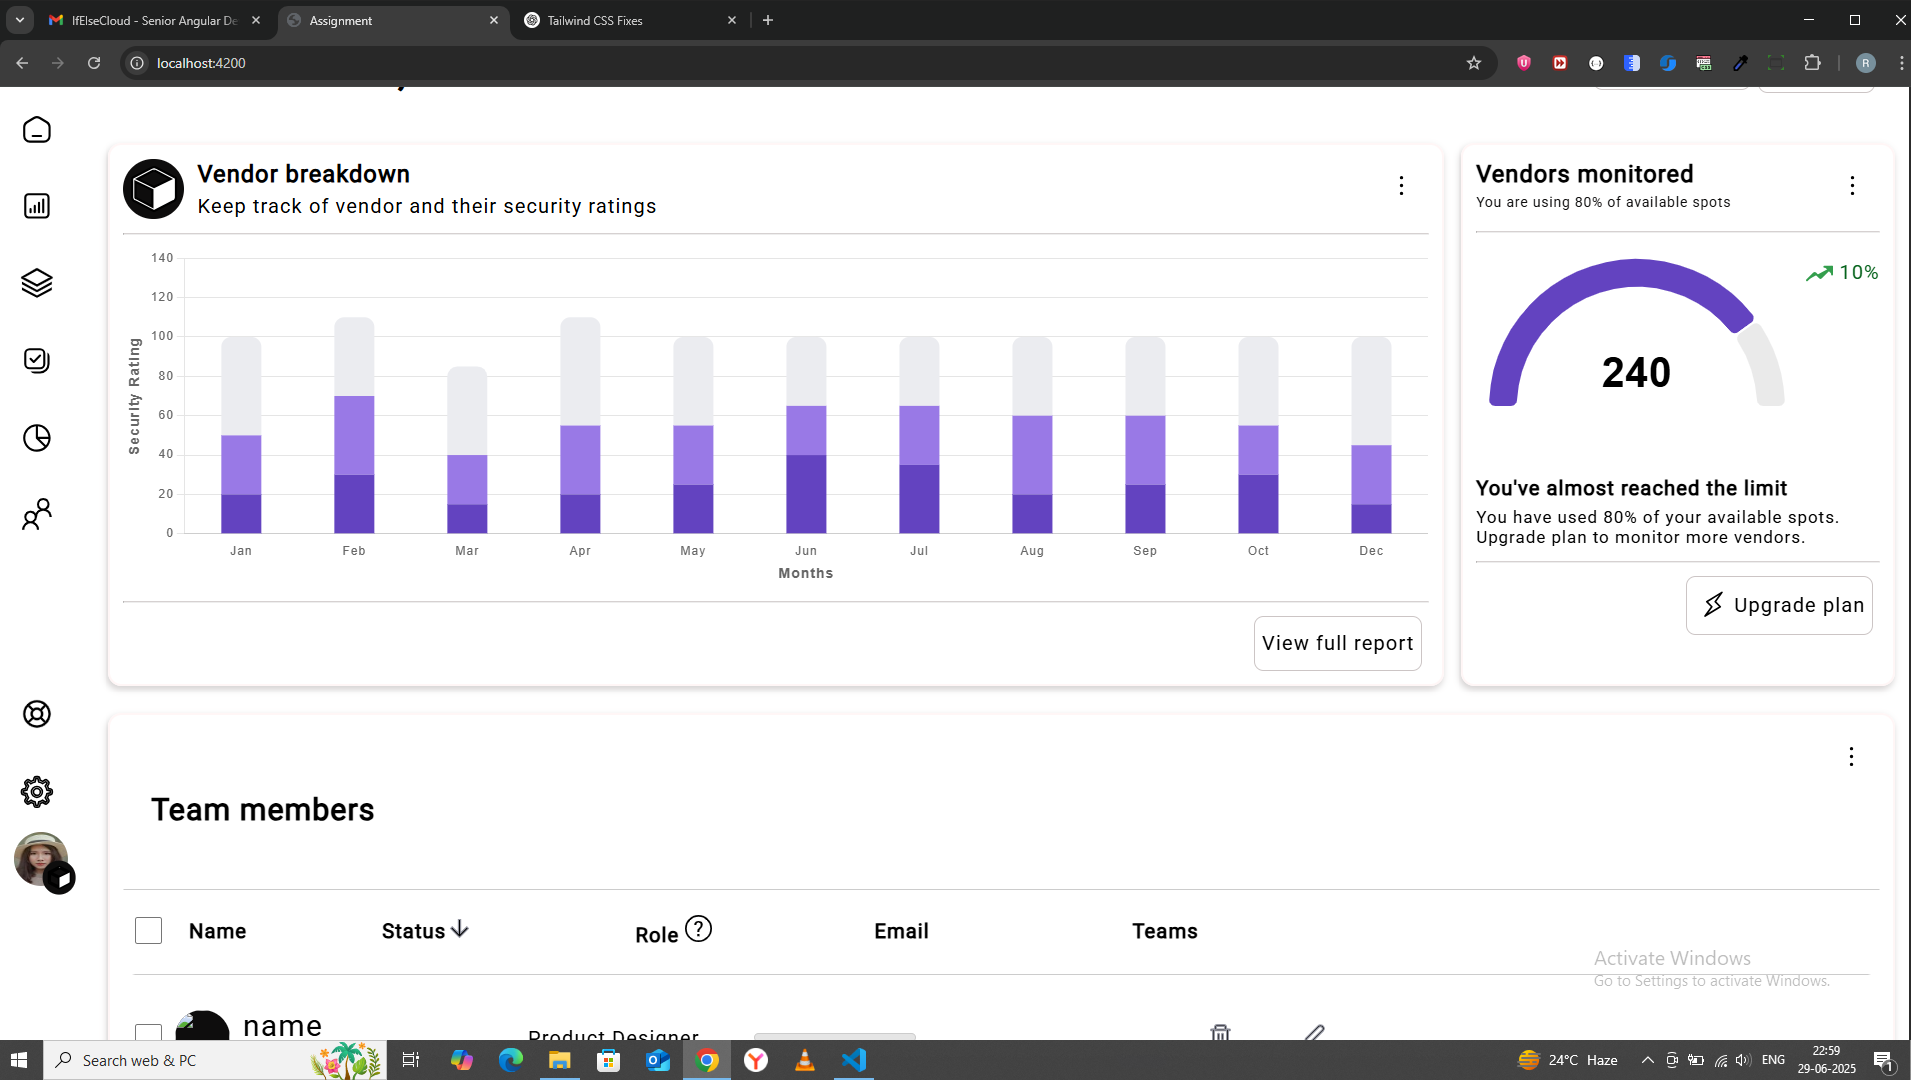 IfElseCloud - Senior Angular De
Assignment
Tailwind CSS Fixes
localhost:4200
R
Vendor breakdown
Keep track of vendor and their security ratings
140
120
100
80
60
40
20
0
Security Rating
Jan Feb Mar Apr May Jun Jul Aug Sep Oct Dec
Months
View full report
Vendors monitored
You are using 80% of available spots
10%
240
You've almost reached the limit
You have used 80% of your available spots.
Upgrade plan to monitor more vendors.
Upgrade plan
Team members
Name Status Role ? Email Teams
name
Product Designer
Activate Windows
Go to Settings to activate Windows.
Search web & PC
24°C Haze
ENG
22:59
29-06-2025
1